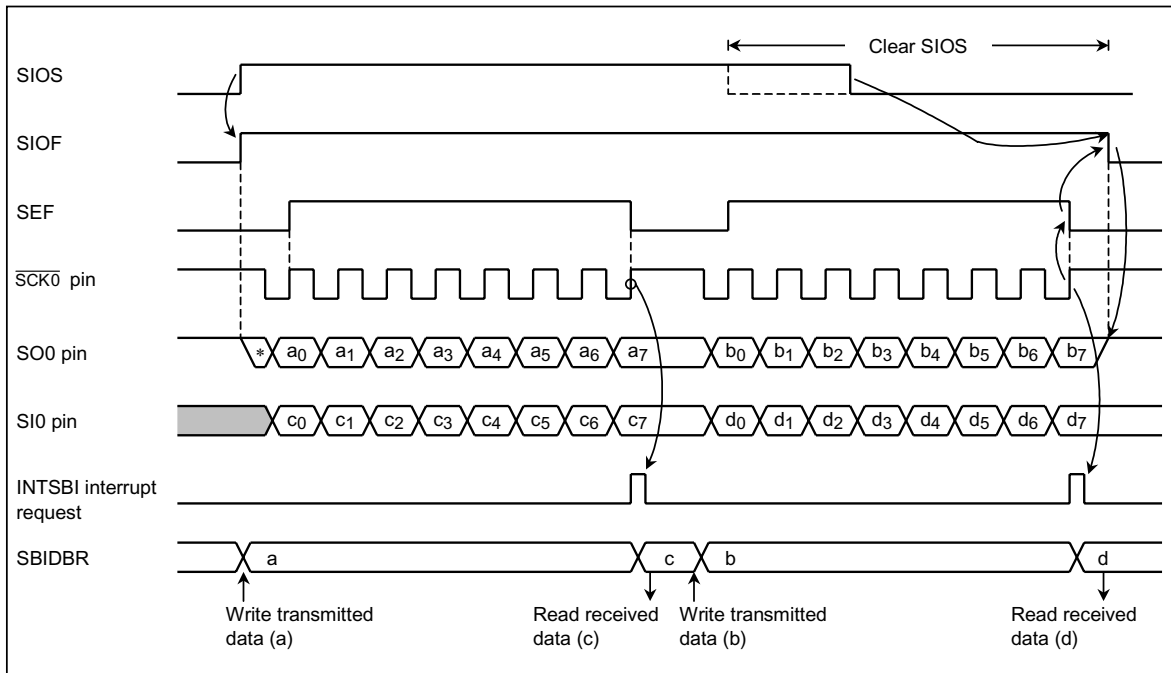 Clear SIOS
SIOS
SIOF
SEF
SCK0 pin
SO0 pin
* a0 a1 a2 a3 a4 a5 a6 a7 b0 b1 b2 b3 b4 b5 b6 b7
SI0 pin
c0 c1 c2 c3 c4 c5 c6 c7 d0 d1 d2 d3 d4 d5 d6 d7
INTSBI interrupt
request
SBIDBR
a c b d
Write transmitted
data (a)
Read received
data (c)
Write transmitted
data (b)
Read received
data (d)